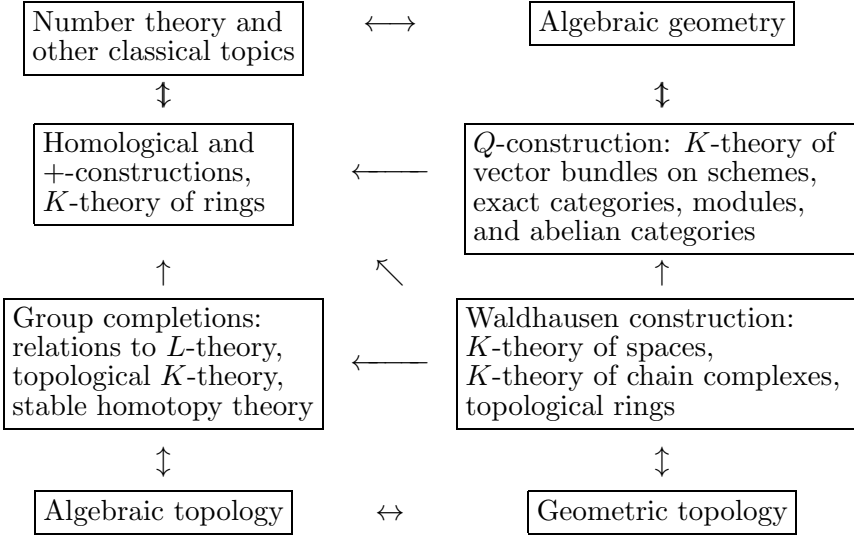 Number theory and
other classical topics
⟷
Algebraic geometry
↕
↕
Homological and
+-constructions,
K-theory of rings
⟵
Q-construction: K-theory of
vector bundles on schemes,
exact categories, modules,
and abelian categories
↑
↖
↑
Group completions:
relations to L-theory,
topological K-theory,
stable homotopy theory
⟵
Waldhausen construction:
K-theory of spaces,
K-theory of chain complexes,
topological rings
↕
↕
Algebraic topology
↔
Geometric topology